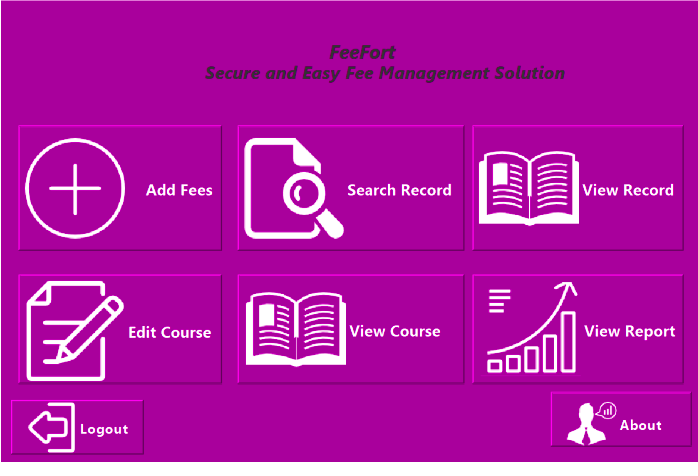 FeeFort
Secure and Easy Fee Management Solution
Add Fees
Search Record
View Record
Edit Course
View Course
View Report
Logout
About